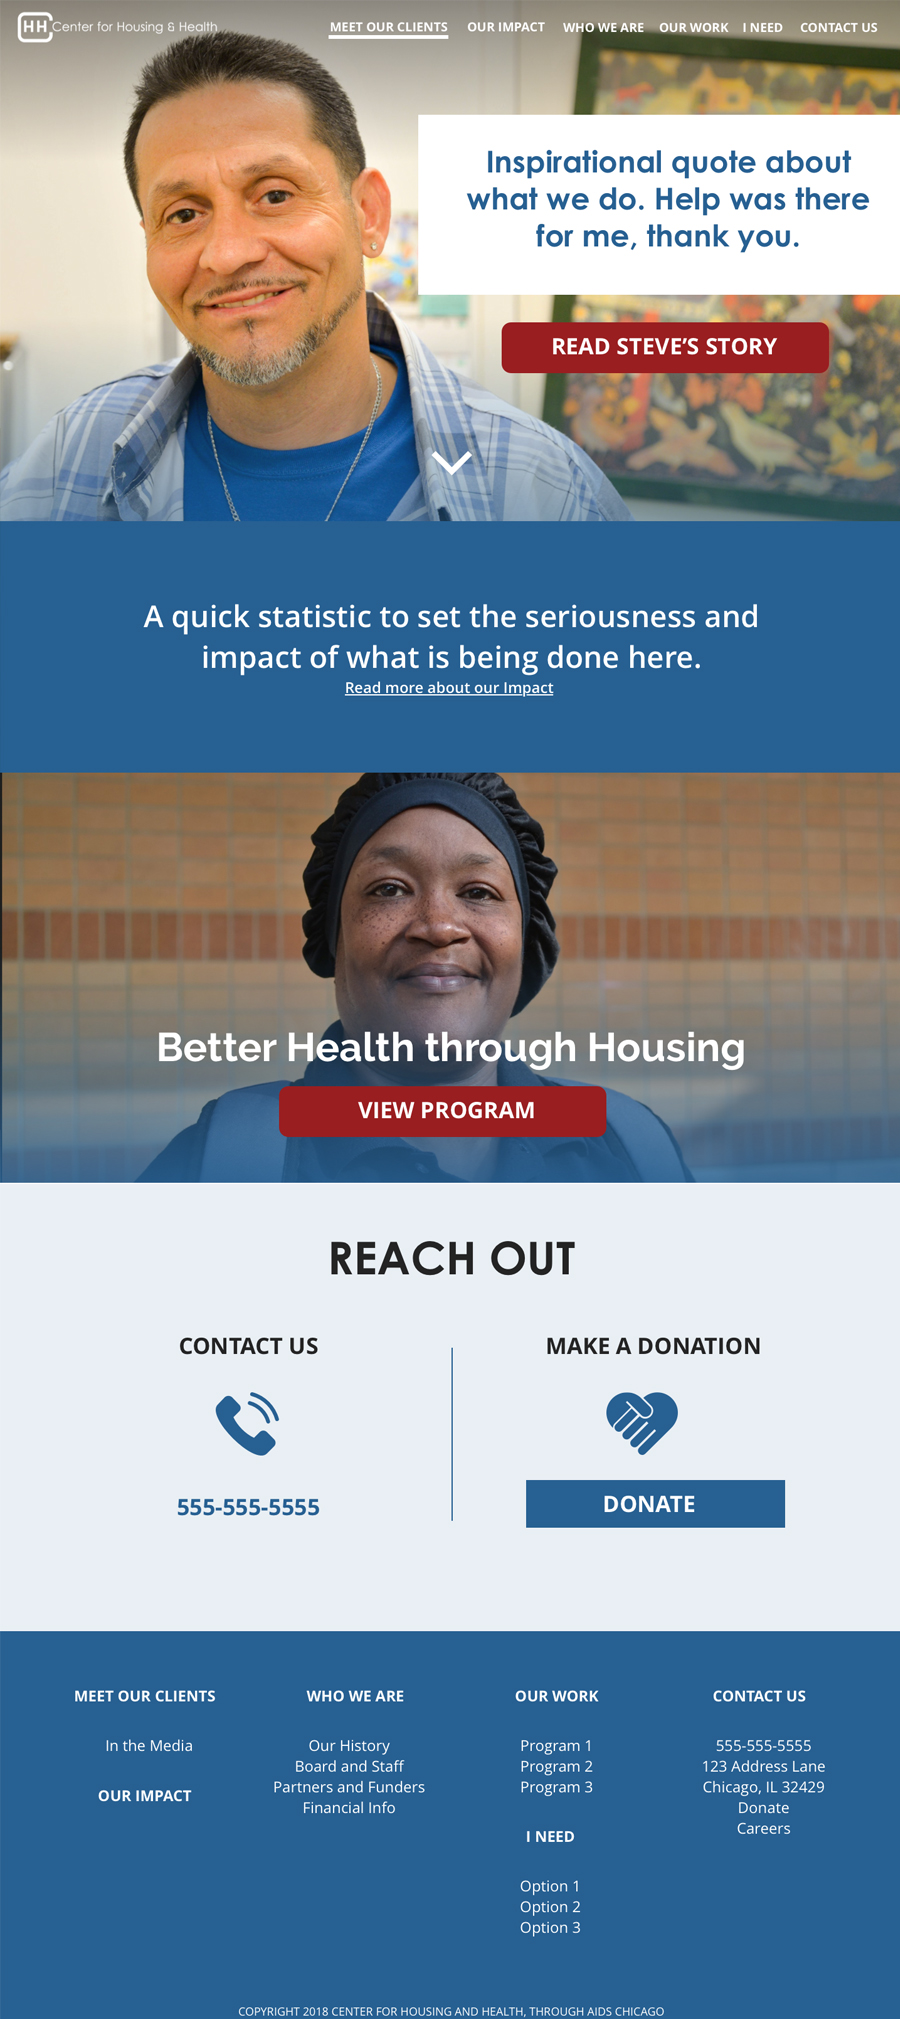 HH Center for Housing & Health
MEET OUR CLIENTS OUR IMPACT WHO WE ARE OUR WORK I NEED CONTACT US
Inspirational quote about
what we do. Help was there
for me, thank you.
READ STEVE’S STORY
A quick statistic to set the seriousness and
impact of what is being done here.
Read more about our Impact
Better Health through Housing
VIEW PROGRAM
REACH OUT
CONTACT US
555-555-5555
MAKE A DONATION
DONATE
MEET OUR CLIENTS
In the Media
OUR IMPACT
WHO WE ARE
Our History
Board and Staff
Partners and Funders
Financial Info
OUR WORK
Program 1
Program 2
Program 3
I NEED
Option 1
Option 2
Option 3
CONTACT US
555-555-5555
123 Address Lane
Chicago, IL 32429
Donate
Careers
COPYRIGHT 2018 CENTER FOR HOUSING AND HEALTH, THROUGH AIDS CHICAGO